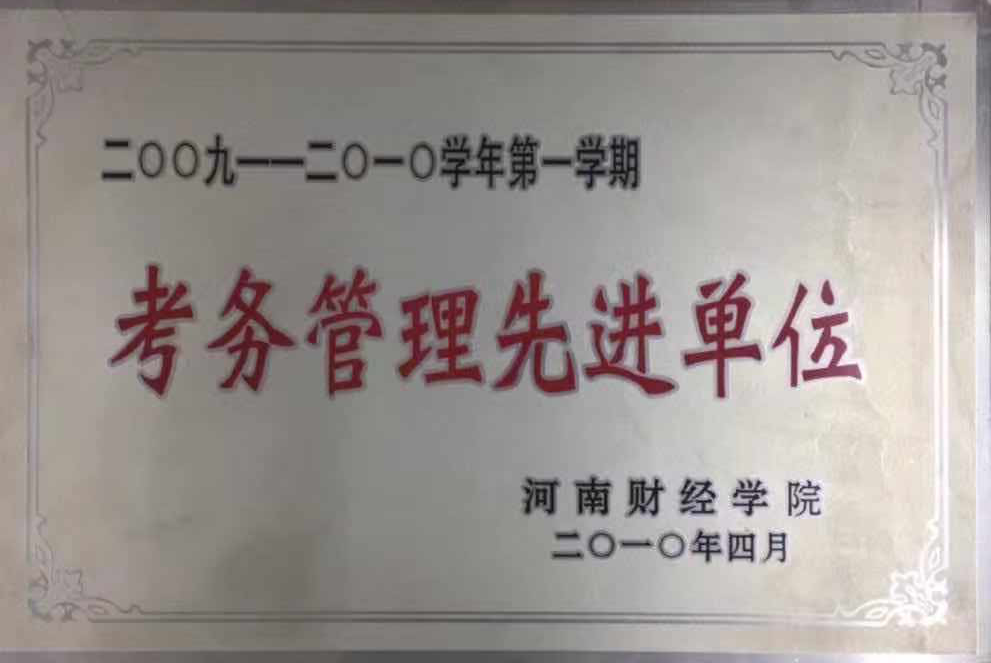 二〇〇九——二〇一〇学年第一学期
考务管理先进单位
河南财经学院
二〇一〇年四月